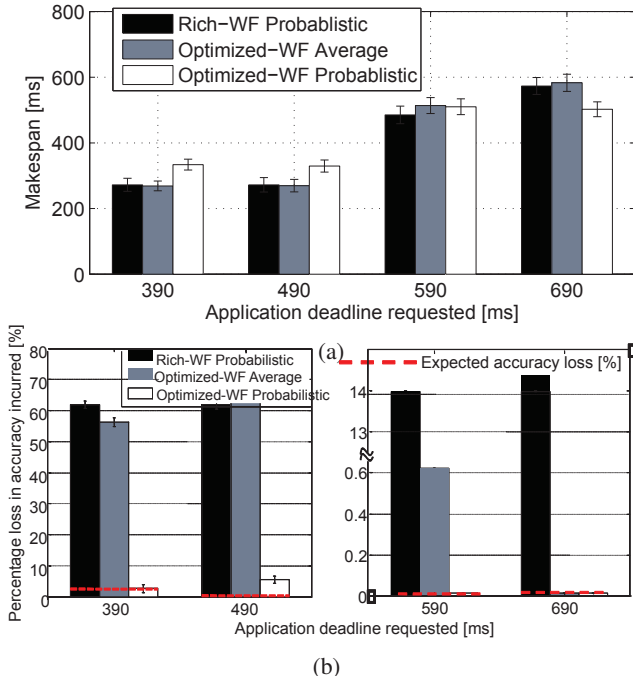 800
600
400
200
0
Makespan [ms]
Rich-WF Probablistic
Optimized-WF Average
Optimized-WF Probablistic
390 490 590 690
Application deadline requested [ms]
(a)
80
70
60
50
40
30
20
10
0
Percentage loss in accuracy incurred [%]
Rich-WF Probabilistic
Optimized-WF Average
Optimized-WF Probabilistic
390 490
Expected accuracy loss [%]
14
13
0.6
0.4
0.2
0
590 690
Application deadline requested [ms]
(b)